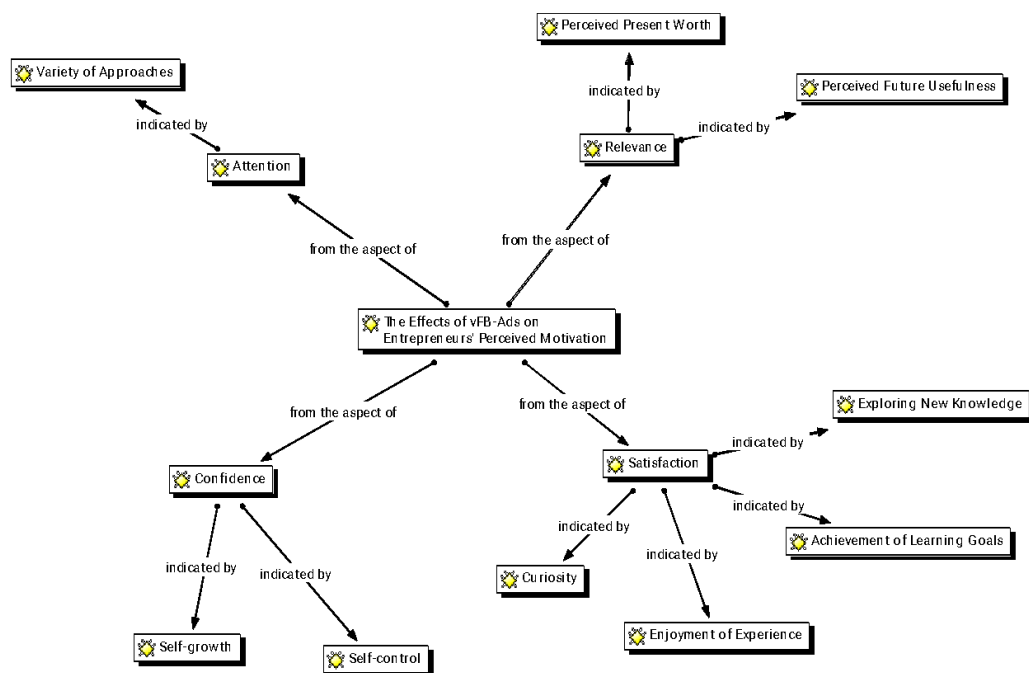 Perceived Present Worth
Variety of Approaches
Perceived Future Usefulness
indicated by
indicated by
indicated by
Relevance
Attention
from the aspect of
from the aspect of
The Effects of vFB-Ads on
Entrepreneurs' Perceived Motivation
from the aspect of
from the aspect of
Exploring New Knowledge
indicated by
Satisfaction
Confidence
indicated by
indicated by
Achievement of Learning Goals
indicated by
indicated by
indicated by
Curiosity
Enjoyment of Experience
Self-growth
Self-control